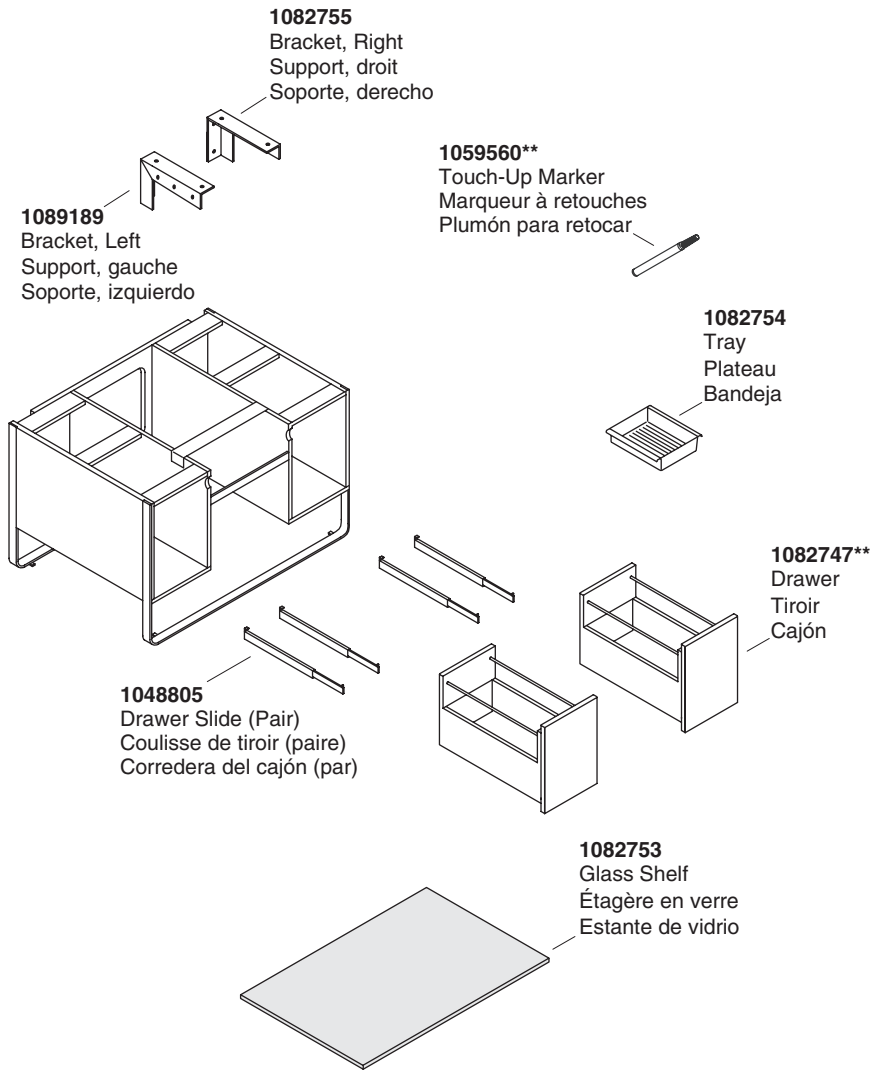 1082755
Bracket, Right
Support, droit
Soporte, derecho
1059560**
Touch-Up Marker
Marqueur à retouches
Plumón para retocar
1089189
Bracket, Left
Support, gauche
Soporte, izquierdo
1082754
Tray
Plateau
Bandeja
1082747**
Drawer
Tiroir
Cajón
1048805
Drawer Slide (Pair)
Coulisse de tiroir (paire)
Corredera del cajón (par)
1082753
Glass Shelf
Étagère en verre
Estante de vidrio